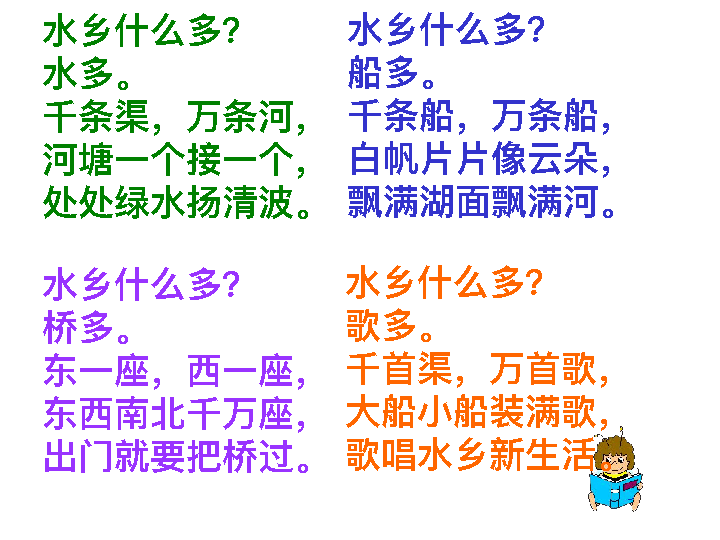 水乡什么多？
水多。
千条渠，万条河，
河塘一个接一个，
处处绿水扬清波。
水乡什么多？
船多。
千条船，万条船，
白帆片片像云朵，
飘满湖面飘满河。
水乡什么多？
桥多。
东一座，西一座，
东西南北千万座，
出门就要把桥过。
水乡什么多？
歌多。
千首渠，万首歌，
大船小船装满歌，
歌唱水乡新生活。